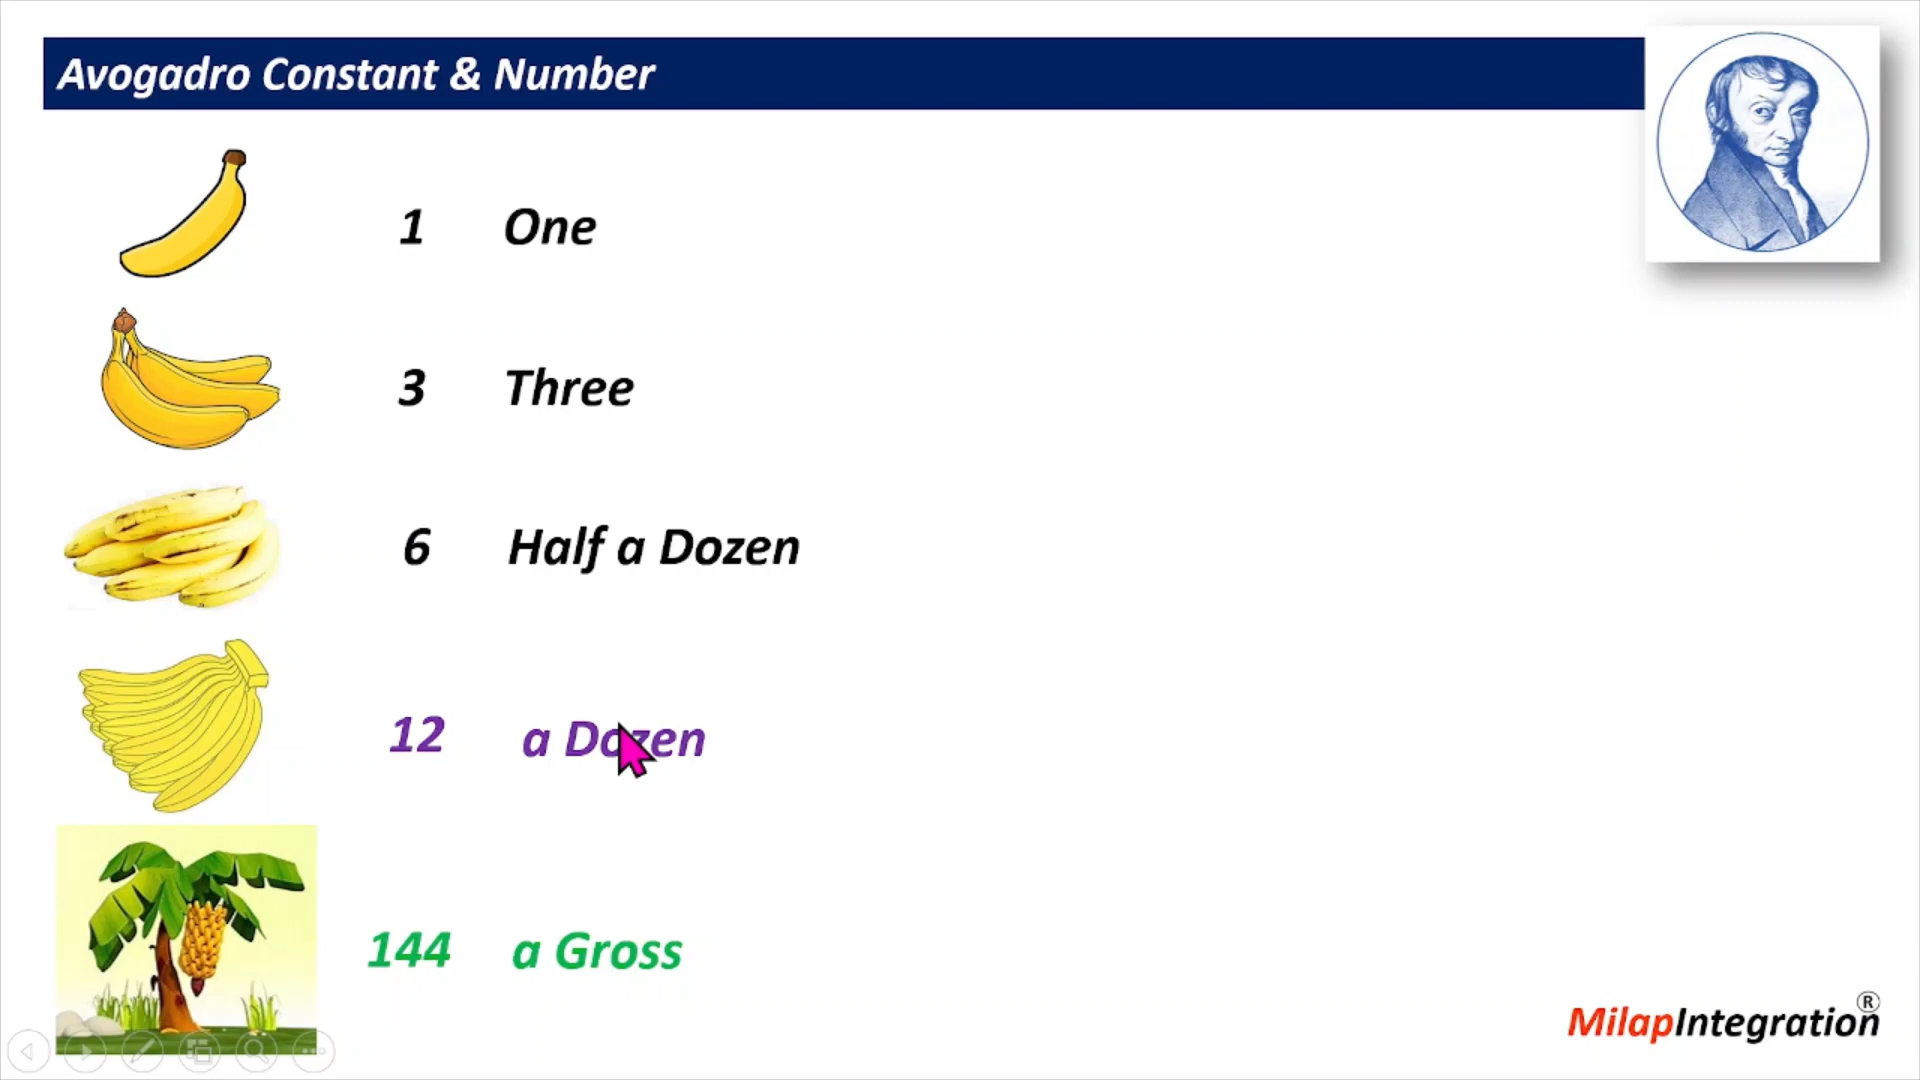 Avogadro Constant & Number
1 One
3 Three
6 Half a Dozen
12 a Dozen
144 a Gross
MilapIntegration®